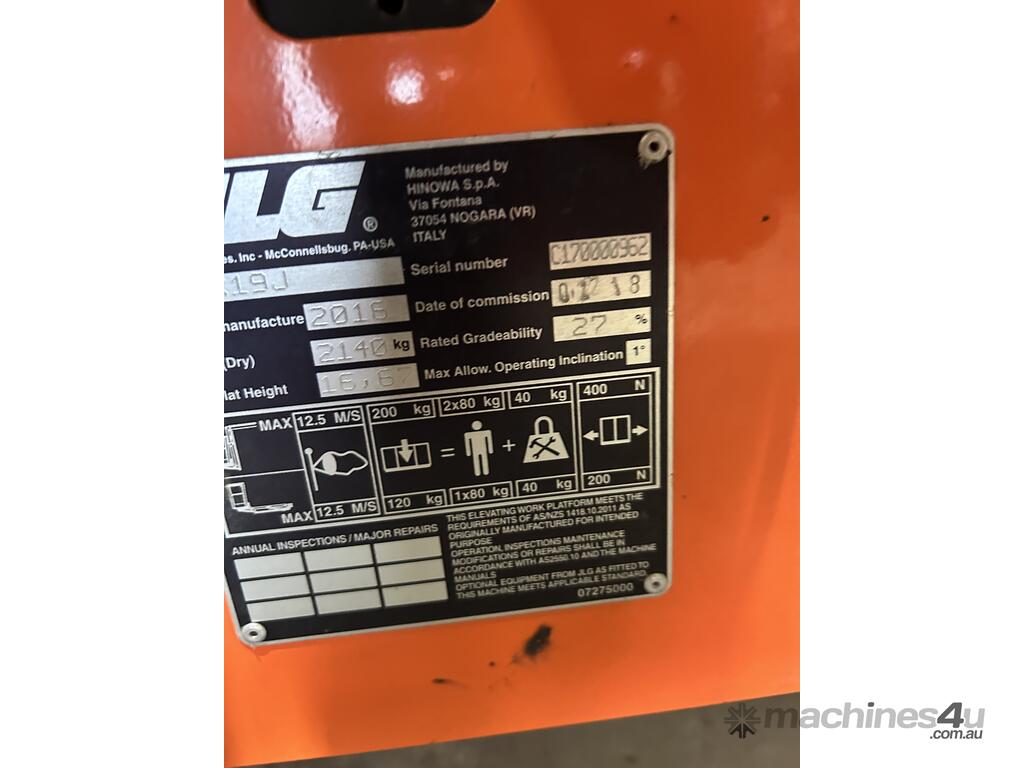 JLG ®
Manufactured by
HINOWA S.p.A.
Via Fontana
37054 NOGARA (VR)
ITALY
es, Inc - McConnellsbug, PA-USA
19J
Serial number C170000962
manufacture 2016
Date of commission 8
(Dry) 2140 kg
Rated Gradeability 27 %
Height 16,67
Max Allow. Operating Inclination 1°
MAX 12.5 M/S 200 kg 2x80 kg 40 kg 400 N
= +
MAX 12.5 M/S 120 kg 1x80 kg 40 kg 200 N
ANNUAL INSPECTIONS / MAJOR REPAIRS
THIS ELEVATING WORK PLATFORM MEETS THE
REQUIREMENTS OF AS/NZS 1418.10.2011 AS
ORIGINALLY MANUFACTURED FOR INTENDED
PURPOSE
OPERATION, INSPECTIONS MAINTENANCE
MODIFICATIONS OR REPAIRS SHALL BE IN
ACCORDANCE WITH AS2550.10 AND THE MACHINE
MANUALS
OPTIONAL EQUIPMENT FROM JLG AS FITTED TO
THIS MACHINE MEETS APPLICABLE STANDARD
07275000
machines4u
.com.au